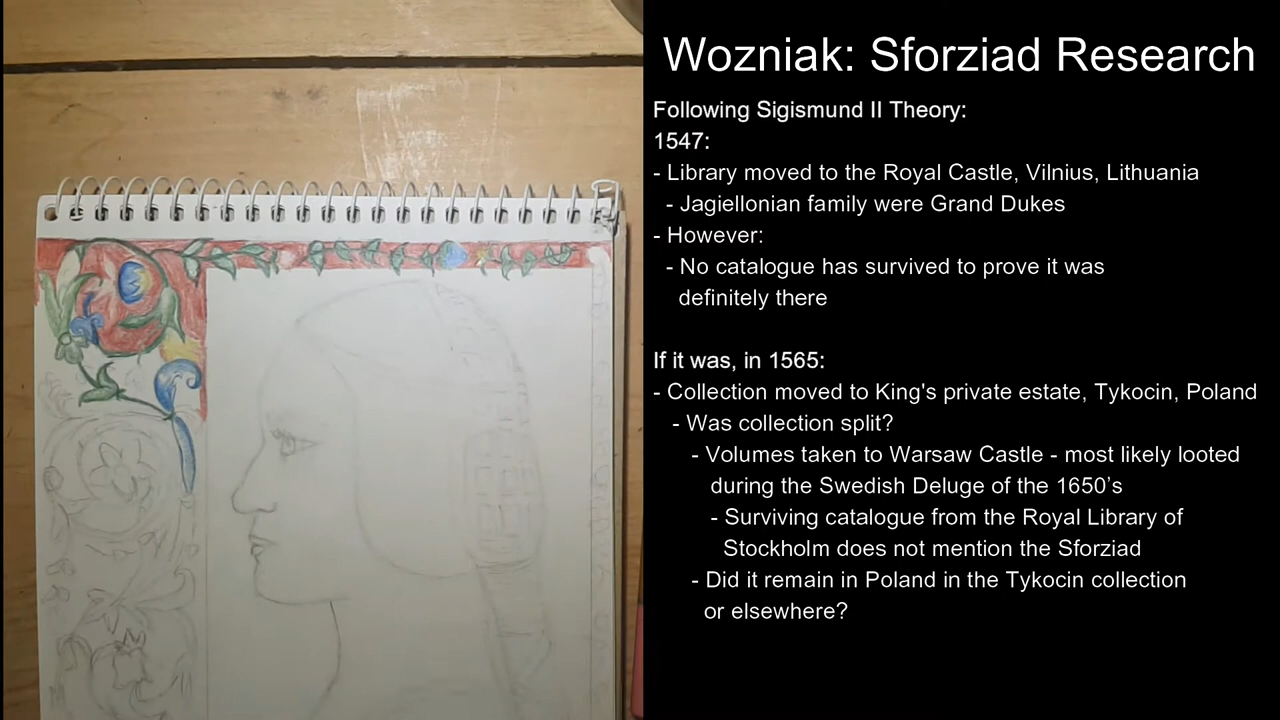 Wozniak: Sforziad Research
Following Sigismund II Theory:
1547:
- Library moved to the Royal Castle, Vilnius, Lithuania
- Jagiellonian family were Grand Dukes
- However:
- No catalogue has survived to prove it was
definitely there
If it was, in 1565:
- Collection moved to King's private estate, Tykocin, Poland
- Was collection split?
- Volumes taken to Warsaw Castle - most likely looted
during the Swedish Deluge of the 1650’s
- Surviving catalogue from the Royal Library of
Stockholm does not mention the Sforziad
- Did it remain in Poland in the Tykocin collection
or elsewhere?